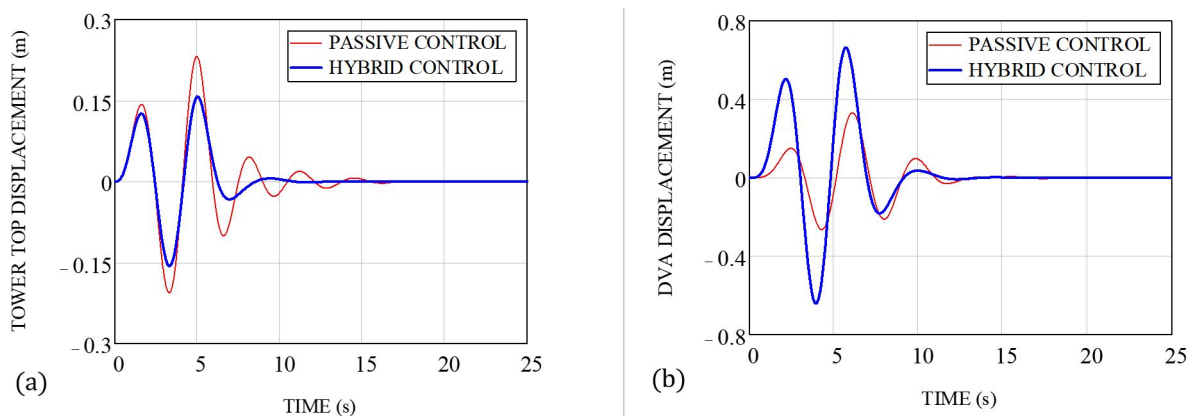 TOWER TOP DISPLACEMENT (m)
0.3
0.15
0
−0.15
−0.3
PASSIVE CONTROL
HYBRID CONTROL
0 5 10 15 20 25
TIME (s)
(a)
DVA DISPLACEMENT (m)
0.8
0.4
0
−0.4
−0.8
PASSIVE CONTROL
HYBRID CONTROL
0 5 10 15 20 25
TIME (s)
(b)